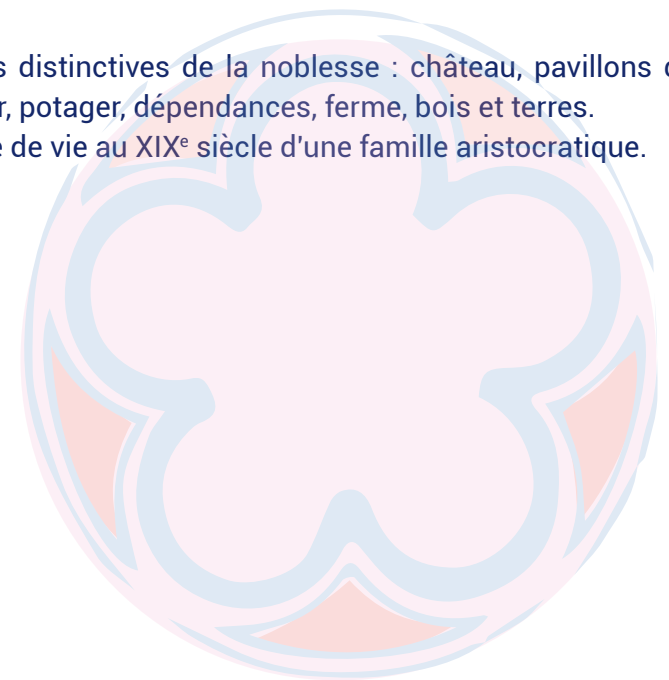 distinctives de la noblesse : château, pavillons
potager, dépendances, ferme, bois et terres.
de vie au XIXᵉ siècle d'une famille aristocratique.